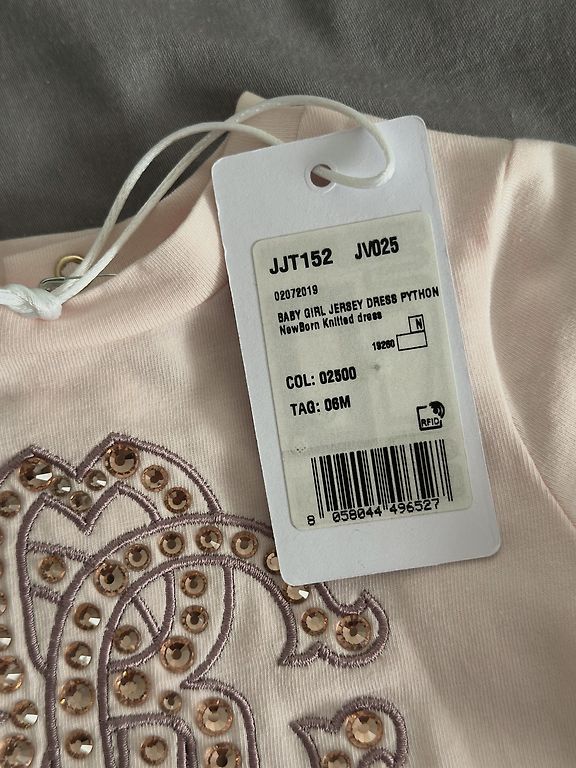 JJT152 JV025
02072019
BABY GIRL JERSEY DRESS PYTHON
NewBorn Knitted dress
N
19260
COL: 02500
TAG: 06M
RFID
8 058044 496527